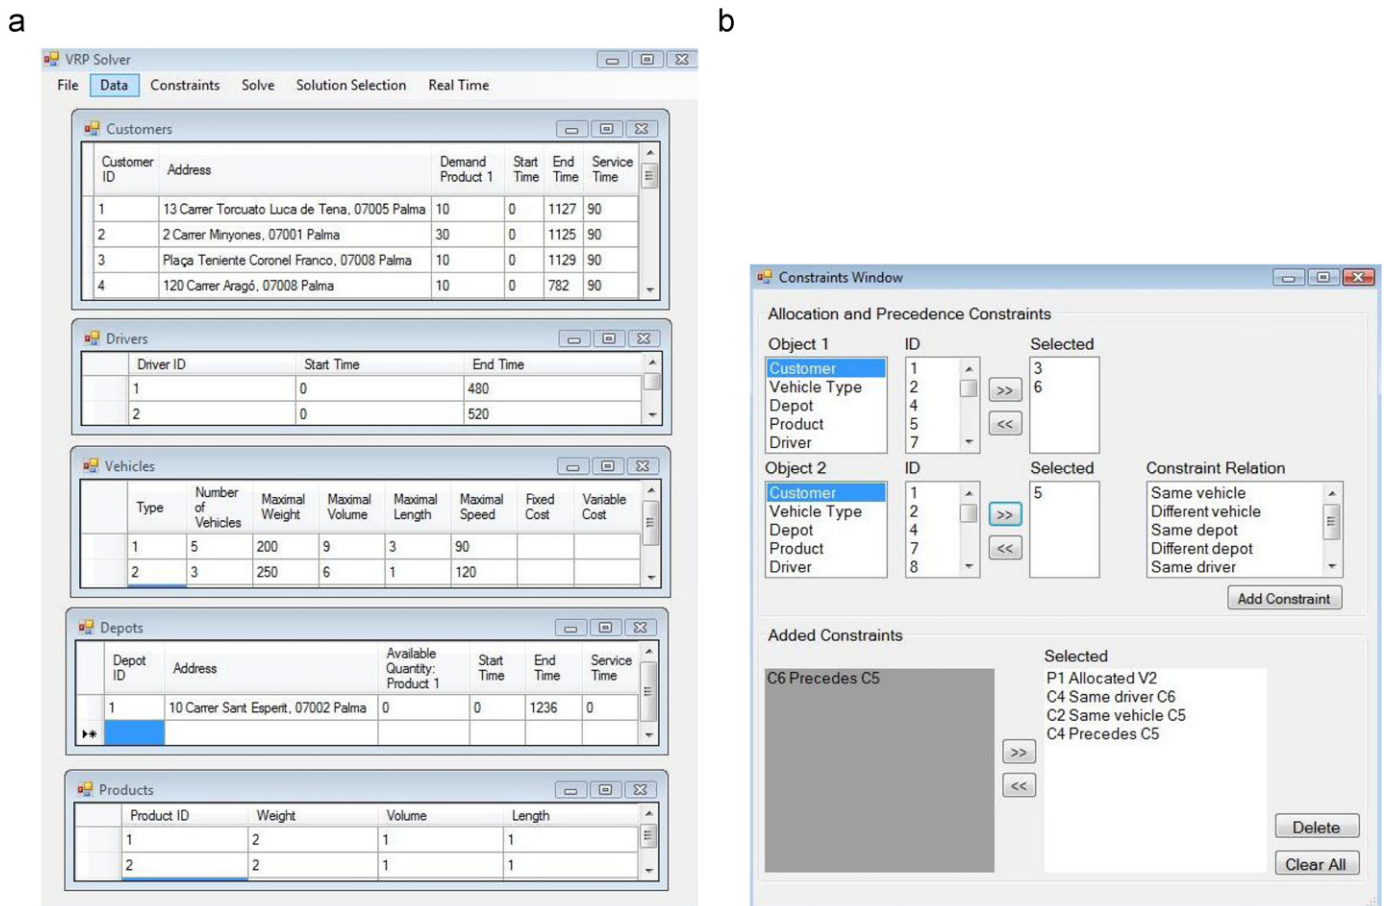 a
VRP Solver
File Data Constraints Solve Solution Selection Real Time
Customers
Customer ID Address Demand Product 1 Start Time End Time Service Time
1 13 Carrer Torcuato Luca de Tena, 07005 Palma 10 0 1127 90
2 2 Carrer Minyones, 07001 Palma 30 0 1125 90
3 Plaça Teniente Coronel Franco, 07008 Palma 10 0 1129 90
4 120 Carrer Aragó, 07008 Palma 10 0 782 90
Drivers
Driver ID Start Time End Time
1 0 480
2 0 520
Vehicles
Type Number of Vehicles Maximal Weight Maximal Volume Maximal Length Maximal Speed Fixed Cost Variable Cost
1 5 200 9 3 90
2 3 250 6 1 120
Depots
Depot ID Address Available Quantity: Product 1 Start Time End Time Service Time
1 10 Carrer Sant Esperit, 07002 Palma 0 0 1236 0
Products
Product ID Weight Volume Length
1 2 1 1
2 2 1 1
b
Constraints Window
Allocation and Precedence Constraints
Object 1 ID Selected
Customer 1 3
Vehicle Type 2 >> 6
Depot 4
Product 5 <<
Driver 7
Object 2 ID Selected Constraint Relation
Customer 1 5 Same vehicle
Vehicle Type 2 >> Different vehicle
Depot 4 Same depot
Product 7 << Different depot
Driver 8 Same driver
Add Constraint
Added Constraints
Selected
C6 Precedes C5 P1 Allocated V2
C4 Same driver C6
C2 Same vehicle C5
C4 Precedes C5
>>
<<
Delete
Clear All